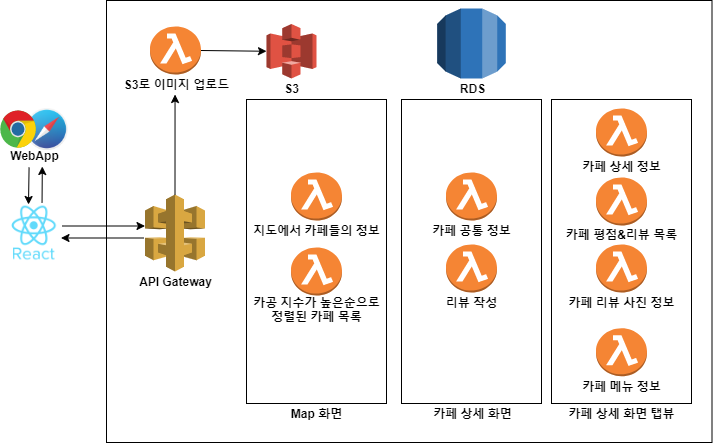 S3로 이미지 업로드
S3
RDS
WebApp
React
API Gateway
지도에서 카페들의 정보
카공 지수가 높은순으로
정렬된 카페 목록
Map 화면
카페 공통 정보
리뷰 작성
카페 상세 화면
카페 상세 정보
카페 평점&리뷰 목록
카페 리뷰 사진 정보
카페 메뉴 정보
카페 상세 화면 탭뷰